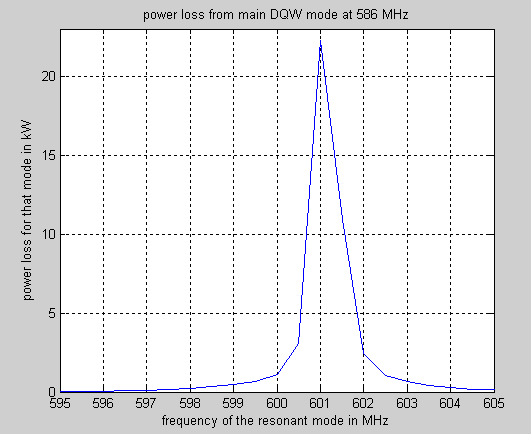 power loss from main DQW mode at 586 MHz
power loss for that mode in kW
20
15
10
5
0
595 596 597 598 599 600 601 602 603 604 605
frequency of the resonant mode in MHz